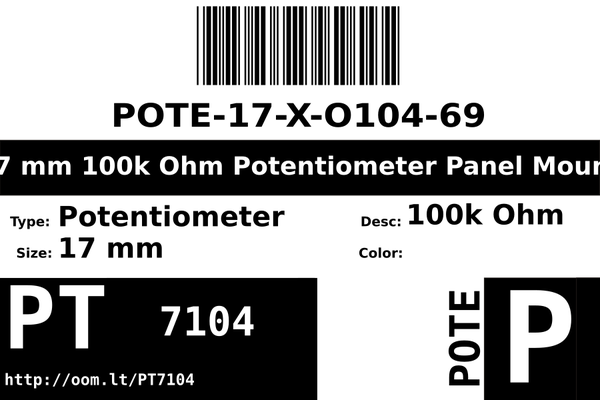 POTE-17-X-O104-69
7 mm 100k Ohm Potentiometer Panel Moun
Type: Potentiometer
Desc: 100k Ohm
Size: 17 mm
Color:
PT 7104
http://oom.lt/PT7104
POTE
P